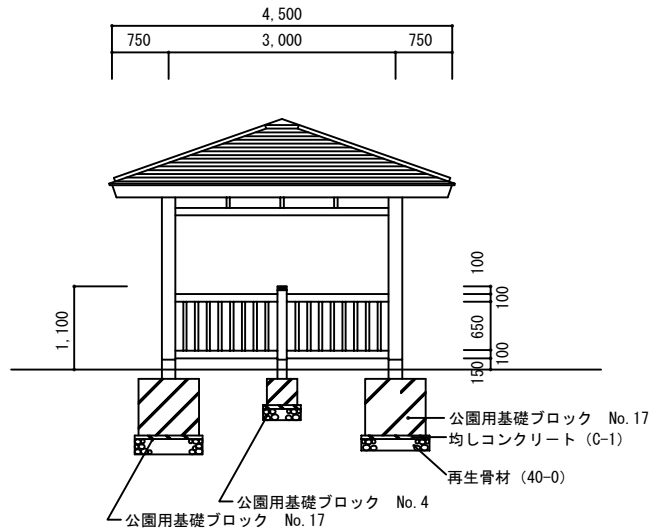 4,500
750 3,000 750
1,100
100
100
650
100
150
公園用基礎ブロック No.17
均しコンクリート (C-1)
再生骨材 (40-0)
公園用基礎ブロック No.4
公園用基礎ブロック No.17